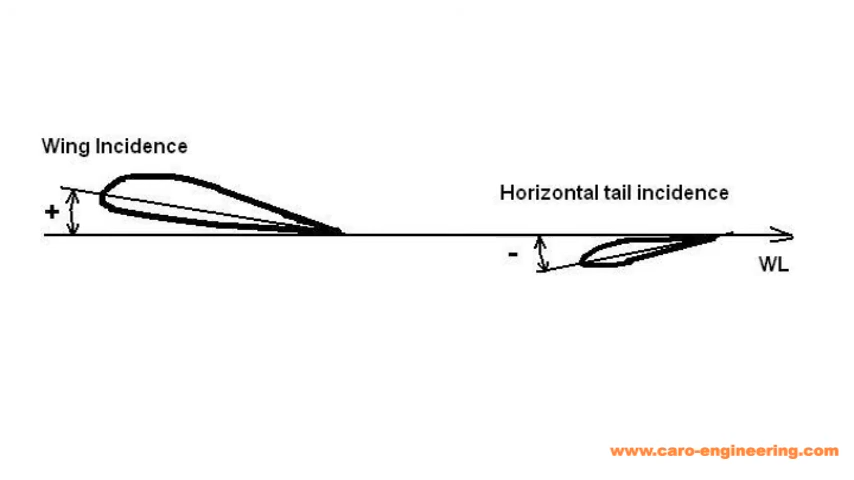 Wing Incidence
+
Horizontal tail incidence
-
WL
www.caro-engineering.com